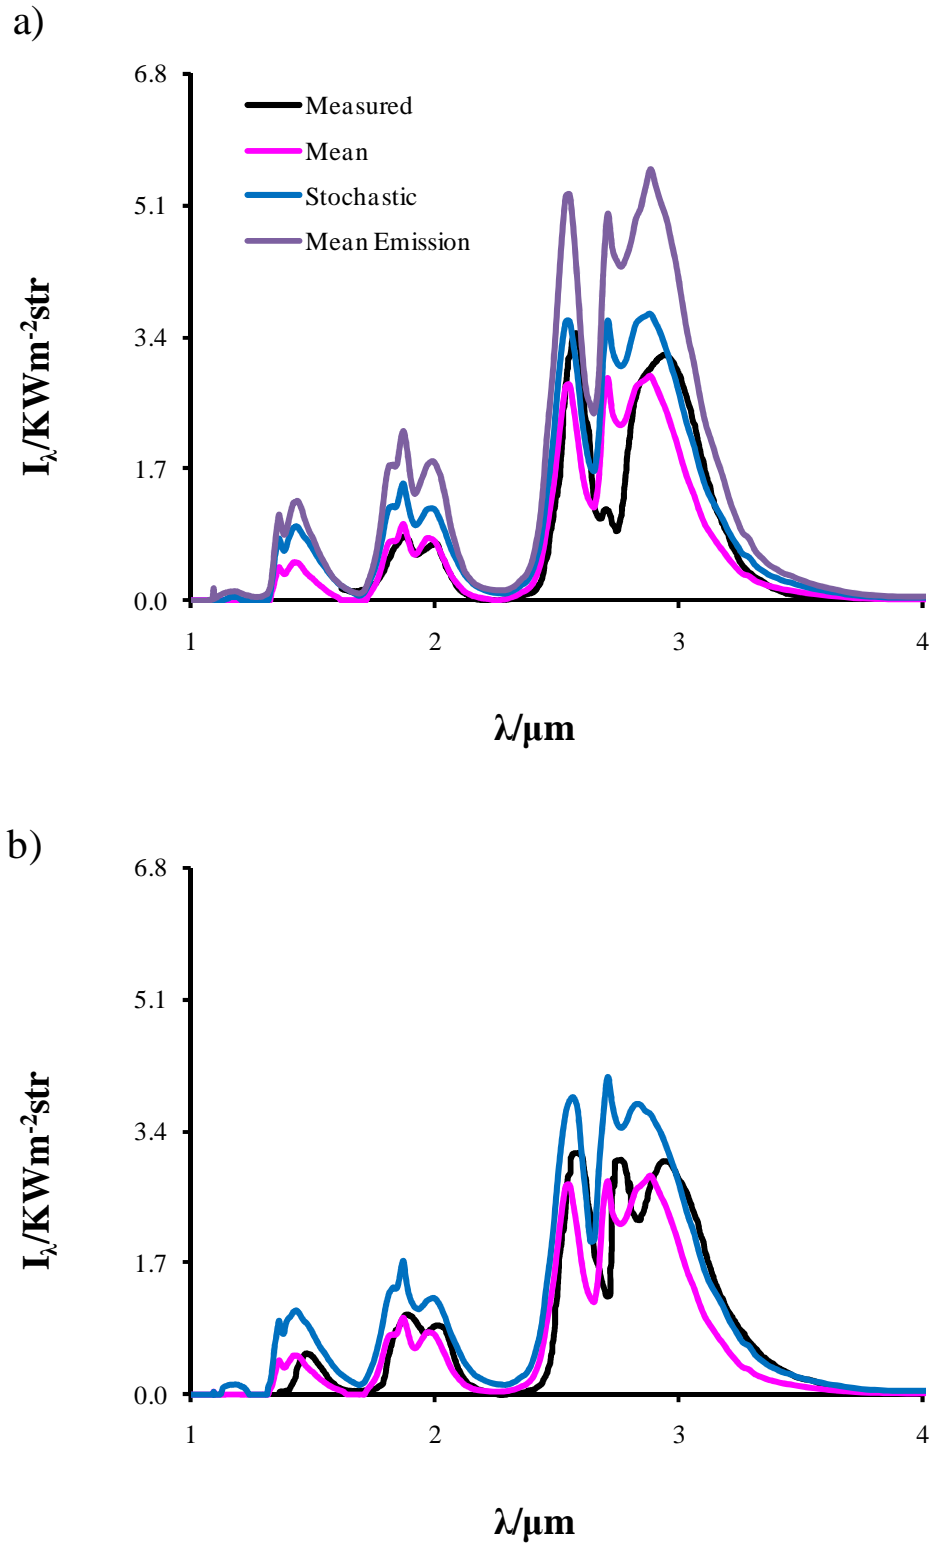 a)
6.8
Measured
Mean
Stochastic
Mean Emission
5.1
3.4
1.7
0.0
I_λ/KWm⁻²str
1 2 3 4
λ/μm
b)
6.8
5.1
3.4
1.7
0.0
I_λ/KWm⁻²str
1 2 3 4
λ/μm